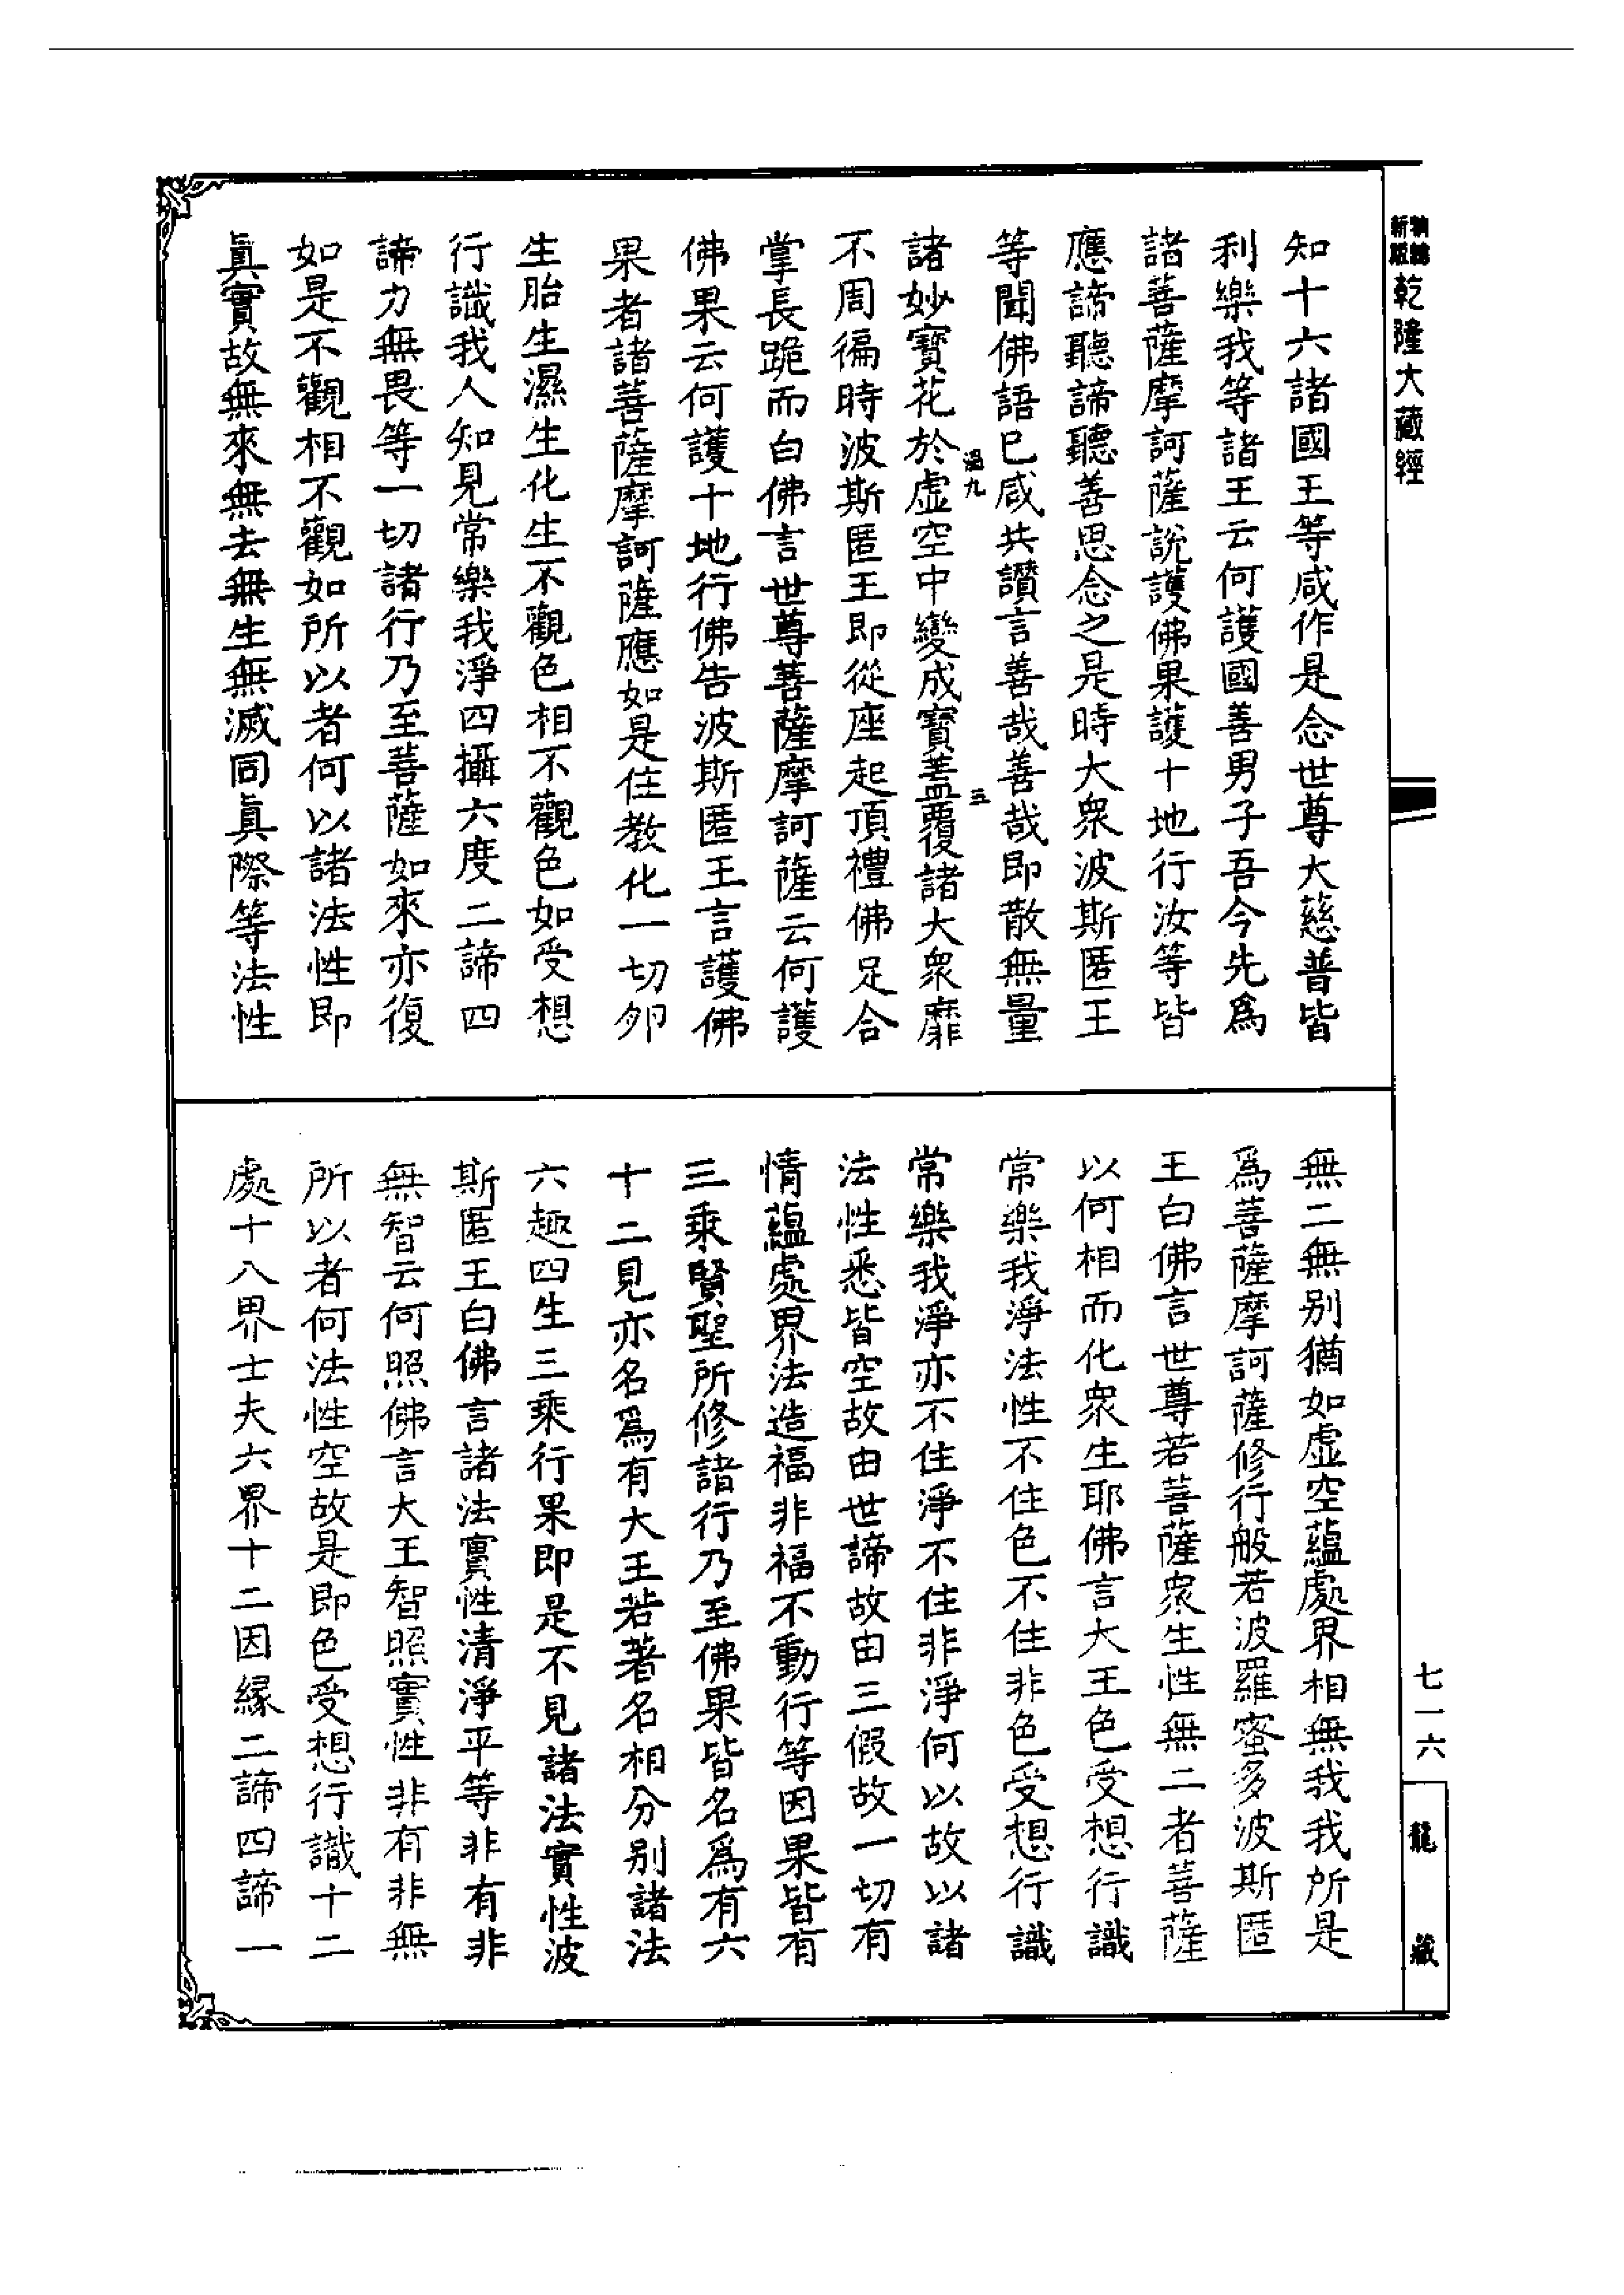 新編縮版
乾隆大藏經
知十六諸國王等咸作是念世尊大慈普皆
利樂我等諸王云何護國善男子吾今先爲
諸菩薩摩訶薩說護佛果護十地行汝等皆
應諦聽諦聽善思念之是時大衆波斯匿王
等聞佛語已咸共讚言善哉善哉即散無量
九
三
諸妙寶花於虛空中變成寶蓋覆諸大衆靡
不周徧時波斯匿王即從座起頂禮佛足合
掌長跪而白佛言世尊菩薩摩訶薩云何護
佛果云何護十地行佛告波斯匿王言護佛
果者諸菩薩摩訶薩應如是住教化一切卵
生胎生濕生化生不觀色相不觀色如受想
行識我人知見常樂我淨四攝六度二諦四
諦力無畏等一切諸行乃至菩薩如來亦復
如是不觀相不觀如所以者何以諸法性即
眞實故無來無去無生無滅同眞際等法性
無二無別猶如虛空蘊處界相無我我所是
爲菩薩摩訶薩修行般若波羅蜜多波斯匿
王白佛言世尊若菩薩衆生性無二者菩薩
以何相而化衆生耶佛言大王色受想行識
常樂我淨法性不住色不住非色受想行識
常樂我淨亦不住淨不住非淨何以故以諸
法性悉皆空故由世諦故由三假故一切有
情蘊處界法造福非福不動行等因果皆有
三乘賢聖所修諸行乃至佛果皆名爲有六
十二見亦名爲有大王若著名相分別諸法
六趣四生三乘行果即是不見諸法實性波
斯匿王白佛言諸法實性清淨平等非有非
無智云何照佛言大王智照實性非有非無
所以者何法性空故是即色受想行識十二
處十八界士夫六界十二因緣二諦四諦一
七一六
龍藏